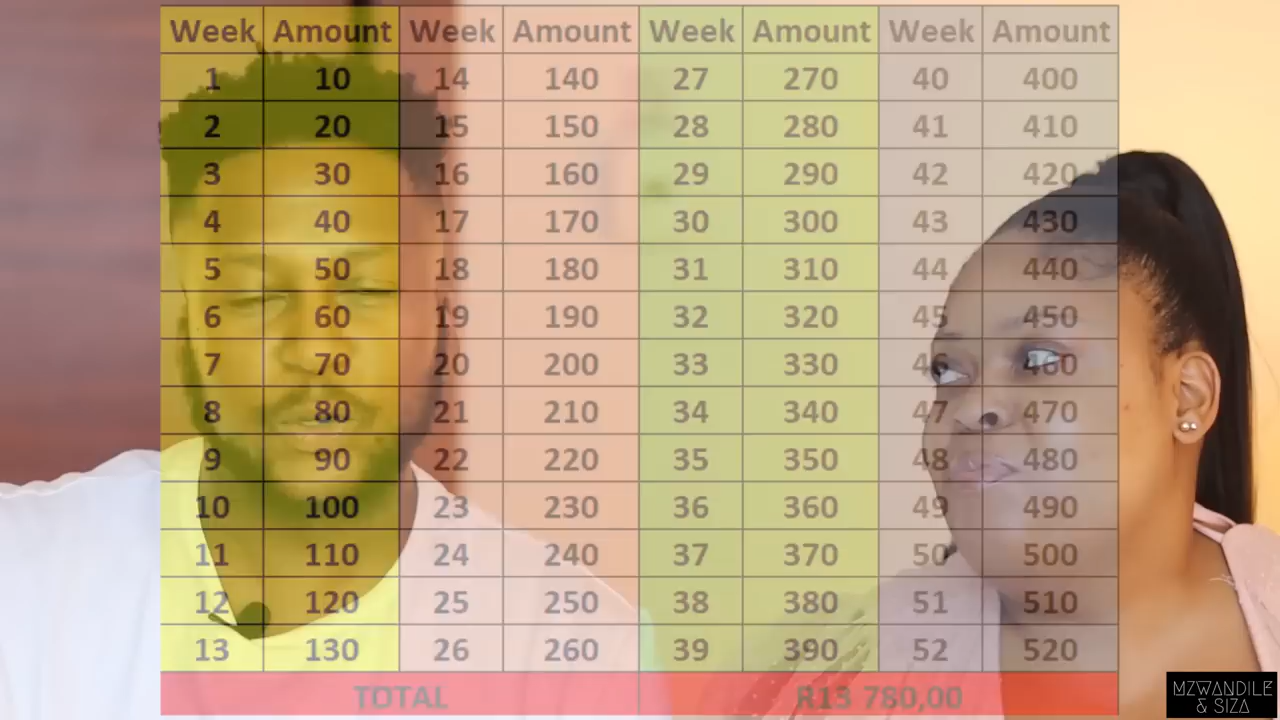 Week Amount Week Amount Week Amount Week Amount
1 10 14 140 27 270 40 400
2 20 15 150 28 280 41 410
3 30 16 160 29 290 42 420
4 40 17 170 30 300 43 430
5 50 18 180 31 310 44 440
6 60 19 190 32 320 45 450
7 70 20 200 33 330 46 460
8 80 21 210 34 340 47 470
9 90 22 220 35 350 48 480
10 100 23 230 36 360 49 490
11 110 24 240 37 370 50 500
12 120 25 250 38 380 51 510
13 130 26 260 39 390 52 520
TOTAL R13 780,00
MZWANDILE
& SIZA